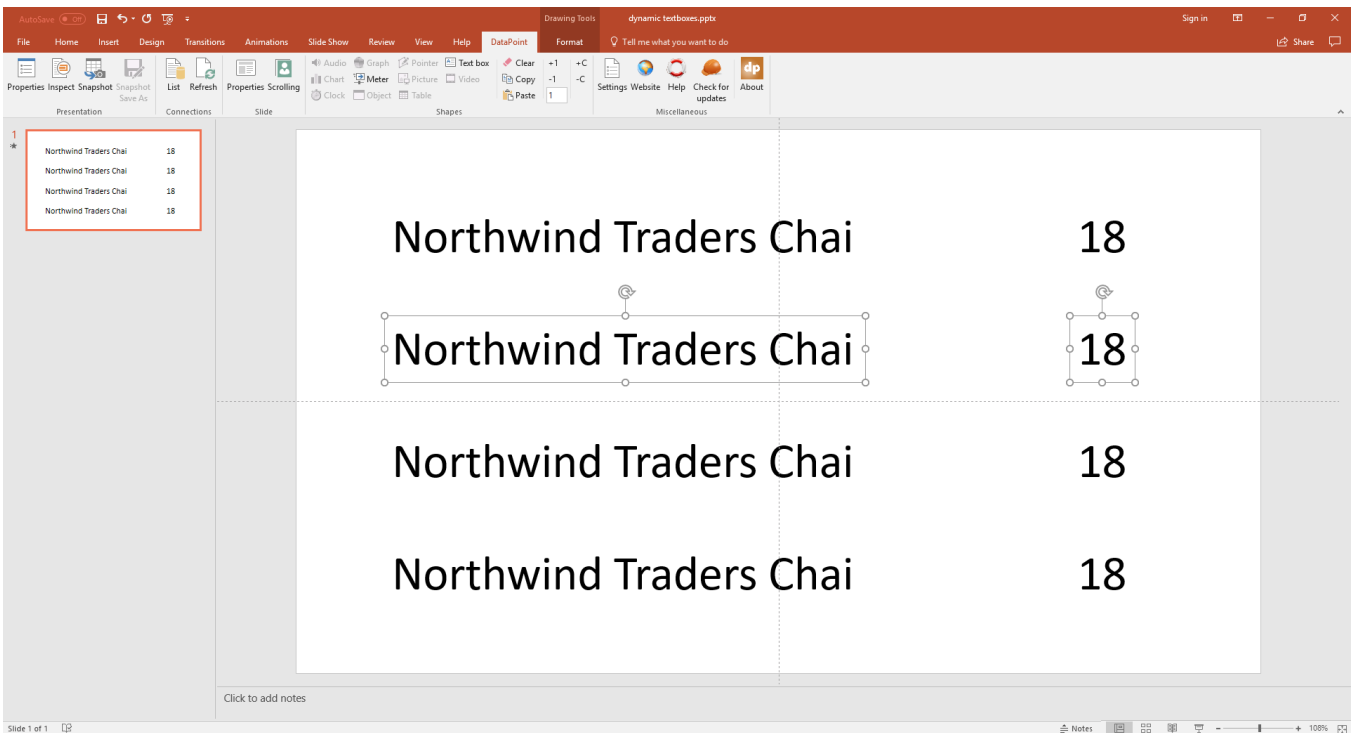 AutoSave Off
Drawing Tools
dynamic textboxes.pptx
Sign in
File Home Insert Design Transitions Animations Slide Show Review View Help DataPoint Format Tell me what you want to do
Share
Properties Inspect Snapshot Snapshot Save As
Presentation
List Refresh
Connections
Properties Scrolling
Slide
Audio Graph Pointer Text box Clear +1 +C
Chart Meter Picture Video Copy -1 -C
Clock Object Table Paste 1
Shapes
Settings Website Help Check for updates dp About
Miscellaneous
1
Northwind Traders Chai 18
Northwind Traders Chai 18
Northwind Traders Chai 18
Northwind Traders Chai 18
Northwind Traders Chai 18
Northwind Traders Chai 18
Northwind Traders Chai 18
Northwind Traders Chai 18
Click to add notes
Slide 1 of 1
Notes
108%